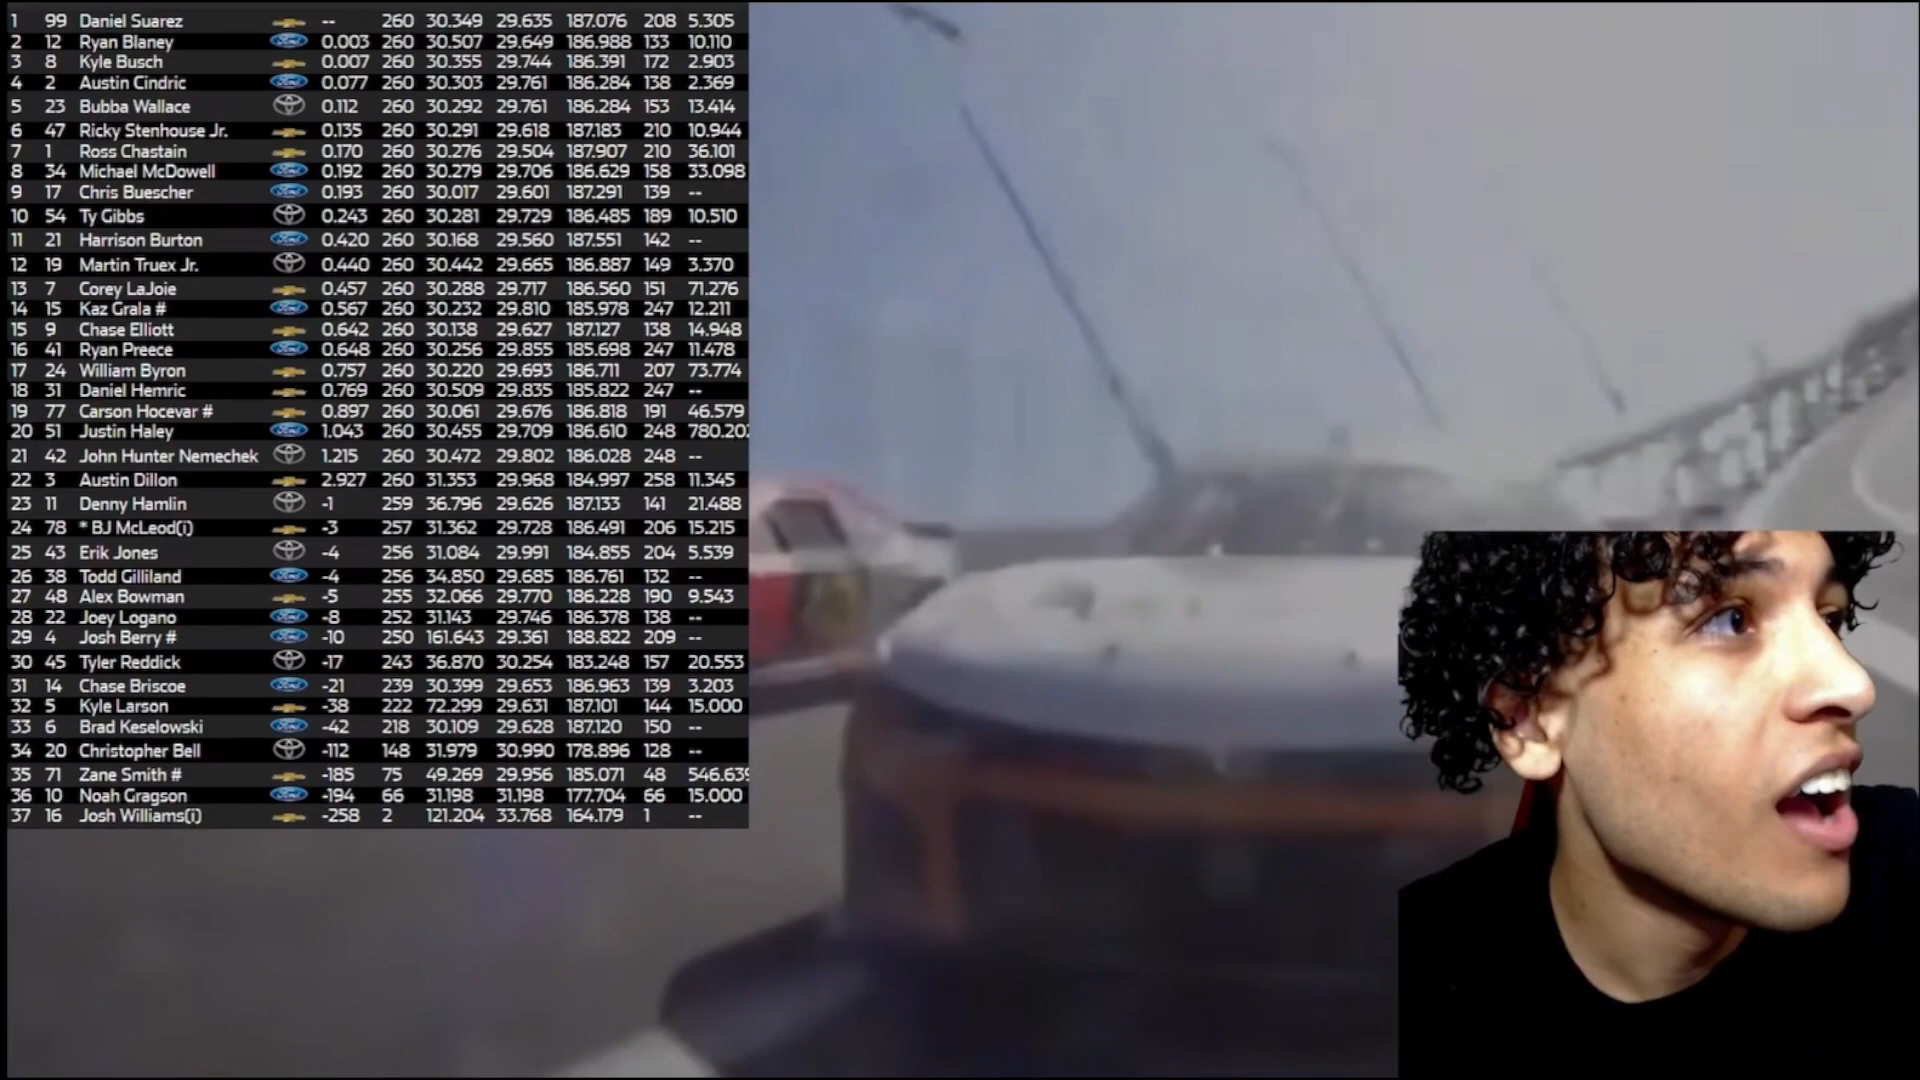 1 99 Daniel Suarez -- 260 30.349 29.635 187.076 208 5.305
2 12 Ryan Blaney Ford 0.003 260 30.507 29.649 186.988 133 10.110
3 8 Kyle Busch 0.007 260 30.355 29.744 186.391 172 2.903
4 2 Austin Cindric Ford 0.077 260 30.303 29.761 186.284 138 2.369
5 23 Bubba Wallace 0.112 260 30.292 29.761 186.284 153 13.414
6 47 Ricky Stenhouse Jr. 0.135 260 30.291 29.618 187.183 210 10.944
7 1 Ross Chastain 0.170 260 30.276 29.504 187.907 210 36.101
8 34 Michael McDowell Ford 0.192 260 30.279 29.706 186.629 158 33.098
9 17 Chris Buescher Ford 0.193 260 30.017 29.601 187.291 139 --
10 54 Ty Gibbs 0.243 260 30.281 29.729 186.485 189 10.510
11 21 Harrison Burton Ford 0.420 260 30.168 29.560 187.551 142 --
12 19 Martin Truex Jr. 0.440 260 30.442 29.665 186.887 149 3.370
13 7 Corey LaJoie 0.457 260 30.288 29.717 186.560 151 71.276
14 15 Kaz Grala # Ford 0.567 260 30.232 29.810 185.978 247 12.211
15 9 Chase Elliott 0.642 260 30.138 29.627 187.127 138 14.948
16 41 Ryan Preece Ford 0.648 260 30.256 29.855 185.698 247 11.478
17 24 William Byron 0.757 260 30.220 29.693 186.711 207 73.774
18 31 Daniel Hemric 0.769 260 30.509 29.835 185.822 247 --
19 77 Carson Hocevar # 0.897 260 30.061 29.676 186.818 191 46.579
20 51 Justin Haley Ford 1.043 260 30.455 29.709 186.610 248 780.202
21 42 John Hunter Nemechek 1.215 260 30.472 29.802 186.028 248 --
22 3 Austin Dillon 2.927 260 31.353 29.968 184.997 258 11.345
23 11 Denny Hamlin -1 259 36.796 29.626 187.133 141 21.488
24 78 * BJ McLeod(i) -3 257 31.362 29.728 186.491 206 15.215
25 43 Erik Jones -4 256 31.084 29.991 184.855 204 5.539
26 38 Todd Gilliland Ford -4 256 34.850 29.685 186.761 132 --
27 48 Alex Bowman -5 255 32.066 29.770 186.228 190 9.543
28 22 Joey Logano Ford -8 252 31.143 29.746 186.378 138 --
29 4 Josh Berry # Ford -10 250 161.643 29.361 188.822 209 --
30 45 Tyler Reddick -17 243 36.870 30.254 183.248 157 20.553
31 14 Chase Briscoe Ford -21 239 30.399 29.653 186.963 139 3.203
32 5 Kyle Larson -38 222 72.299 29.631 187.101 144 15.000
33 6 Brad Keselowski Ford -42 218 30.109 29.628 187.120 150 --
34 20 Christopher Bell -112 148 31.979 30.990 178.896 128 --
35 71 Zane Smith # -185 75 49.269 29.956 185.071 48 546.639
36 10 Noah Gragson Ford -194 66 31.198 31.198 177.704 66 15.000
37 16 Josh Williams(i) -258 2 121.204 33.768 164.179 1 --